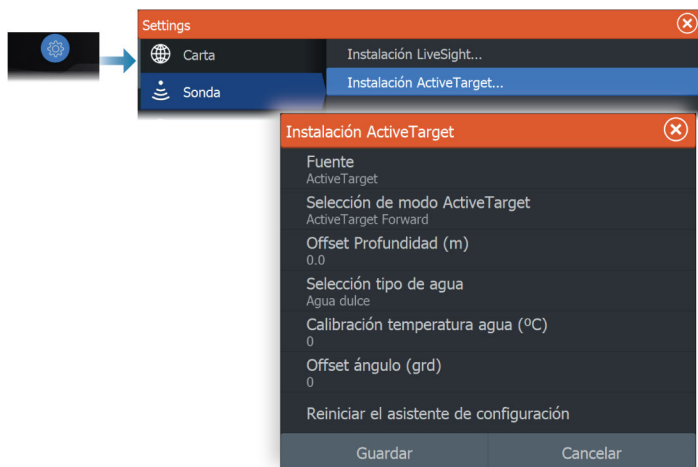 Settings
Carta
Instalación LiveSight...
Sonda
Instalación ActiveTarget...
Instalación ActiveTarget
Fuente
ActiveTarget
Selección de modo ActiveTarget
ActiveTarget Forward
Offset Profundidad (m)
0.0
Selección tipo de agua
Agua dulce
Calibración temperatura agua (ºC)
0
Offset ángulo (grd)
0
Reiniciar el asistente de configuración
Guardar
Cancelar